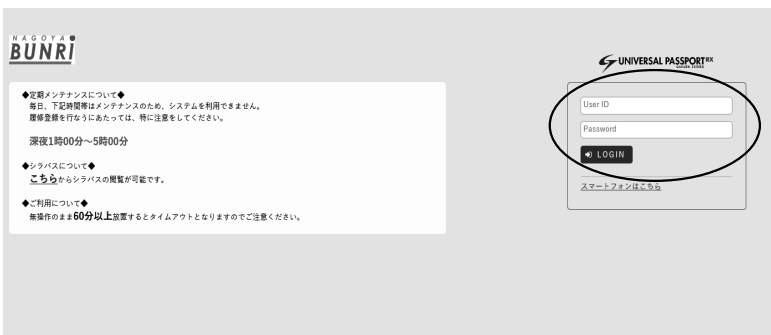 NAGOYA
BUNRI
UNIVERSAL PASSPORT RX
◆定期メンテナンスについて◆
毎日、下記時間帯はメンテナンスのため、システムを利用できません。
履修登録を行なうにあたっては、特に注意をしてください。
深夜1時00分～5時00分
◆シラバスについて◆
こちらからシラバスの閲覧が可能です。
◆ご利用について◆
無操作のまま60分以上放置するとタイムアウトとなりますのでご注意ください。
User ID
Password
LOGIN
スマートフォンはこちら